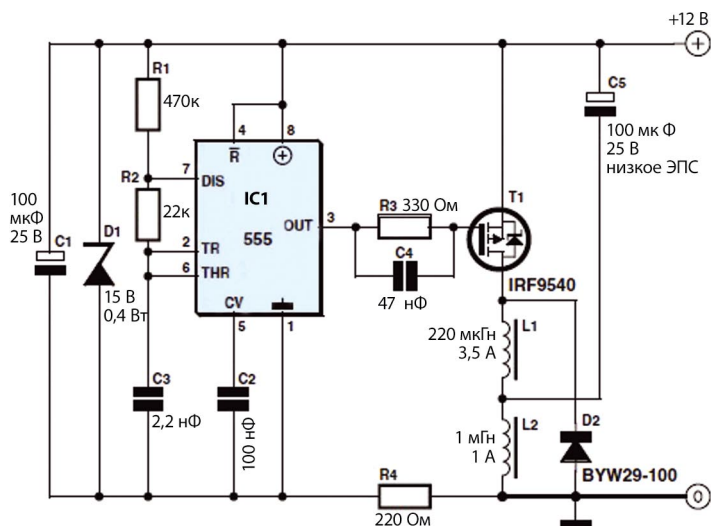 +12 В
R1
470к
C5
100 мк Ф
25 В
низкое ЭПС
4
8
R̅
R2
7
DIS
IC1
T1
100
мкФ
25 В
C1
D1
22к
2
TR
555
OUT
3
R3
330 Ом
6
THR
C4
IRF9540
15 В
0,4 Вт
47 нФ
CV
5
1
220 мкГн
3,5 А
L1
C3
2,2 нФ
C2
100 нФ
1 мГн
1 А
L2
D2
BYW29-100
R4
220 Ом
0